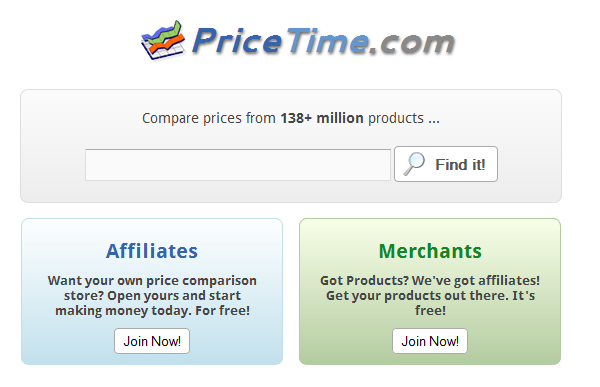 PriceTime.com
Compare prices from 138+ million products ...
Find it!
Affiliates
Want your own price comparison
store? Open yours and start
making money today. For free!
Join Now!
Merchants
Got Products? We've got affiliates!
Get your products out there. It's
free!
Join Now!